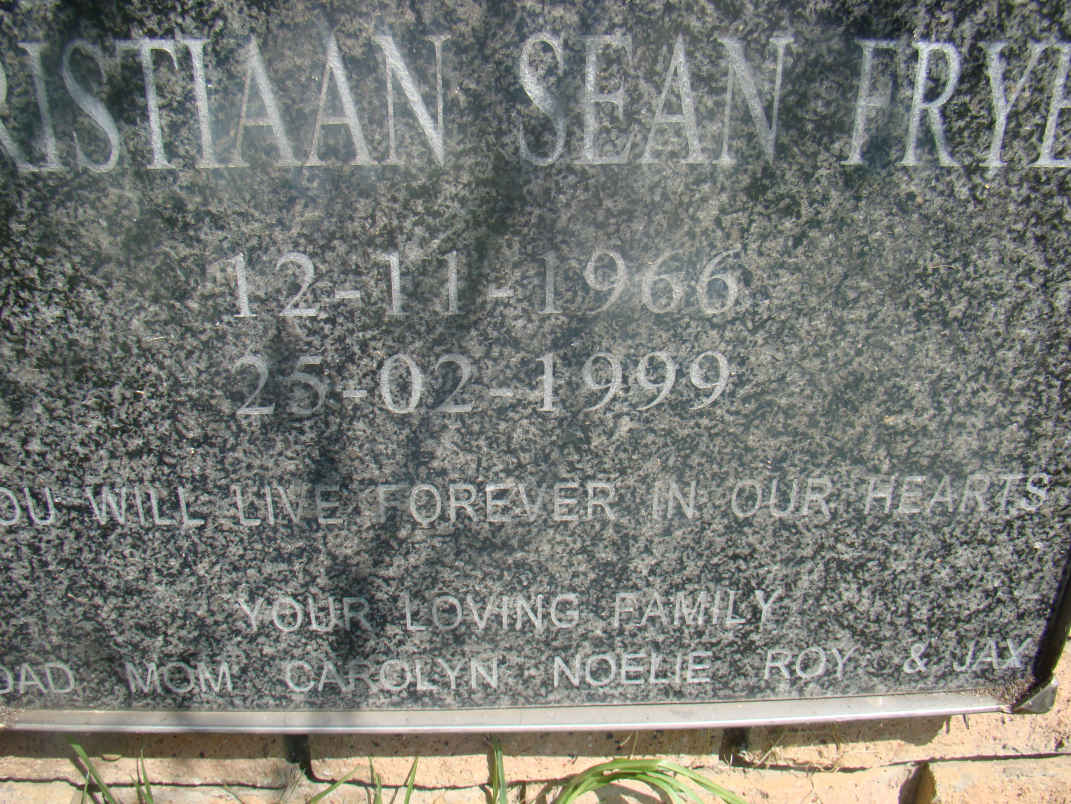 RISTIAAN SEAN FRYE
12-11-1966
25-02-1999
OU WILL LIVE FOREVER IN OUR HEARTS
YOUR LOVING FAMILY
DAD MOM CAROLYN NOELIE ROY & JAX